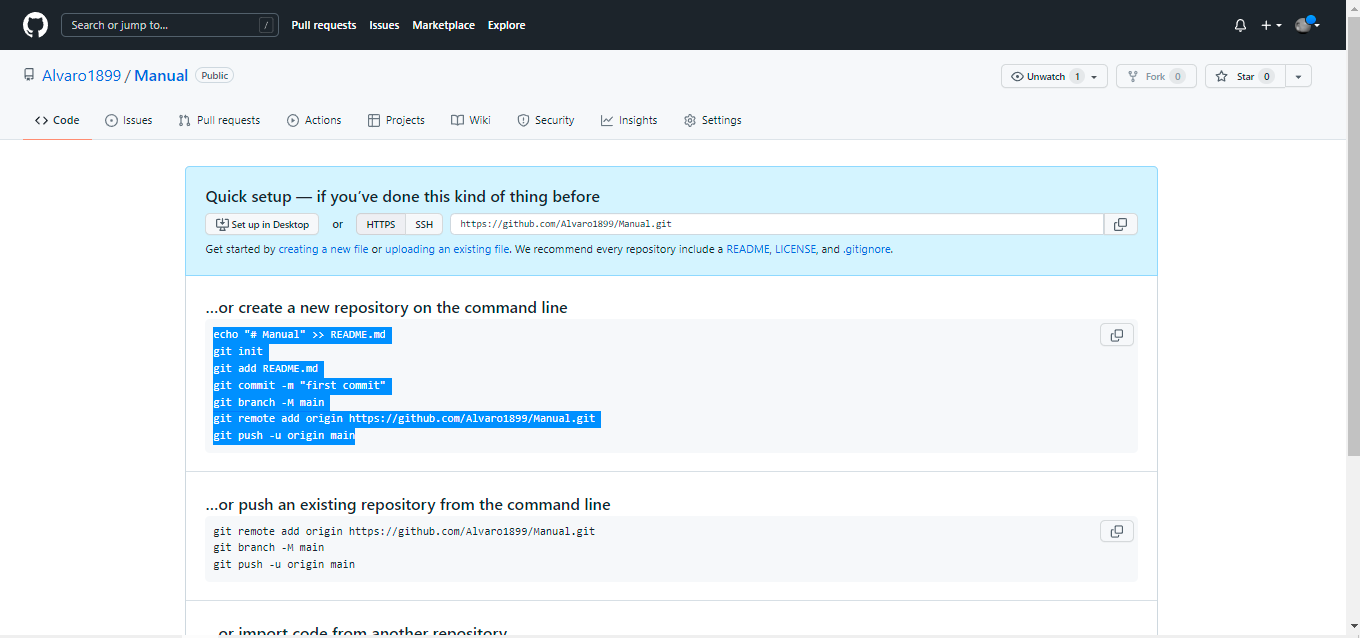 Search or jump to... / Pull requests Issues Marketplace Explore
Alvaro1899 / Manual Public Unwatch 1 Fork 0 Star 0
Code Issues Pull requests Actions Projects Wiki Security Insights Settings
Quick setup — if you've done this kind of thing before
Set up in Desktop or HTTPS SSH https://github.com/Alvaro1899/Manual.git
Get started by creating a new file or uploading an existing file. We recommend every repository include a README, LICENSE, and .gitignore.
...or create a new repository on the command line
echo "# Manual" >> README.md
git init
git add README.md
git commit -m "first commit"
git branch -M main
git remote add origin https://github.com/Alvaro1899/Manual.git
git push -u origin main
...or push an existing repository from the command line
git remote add origin https://github.com/Alvaro1899/Manual.git
git branch -M main
git push -u origin main
...or import code from another repository